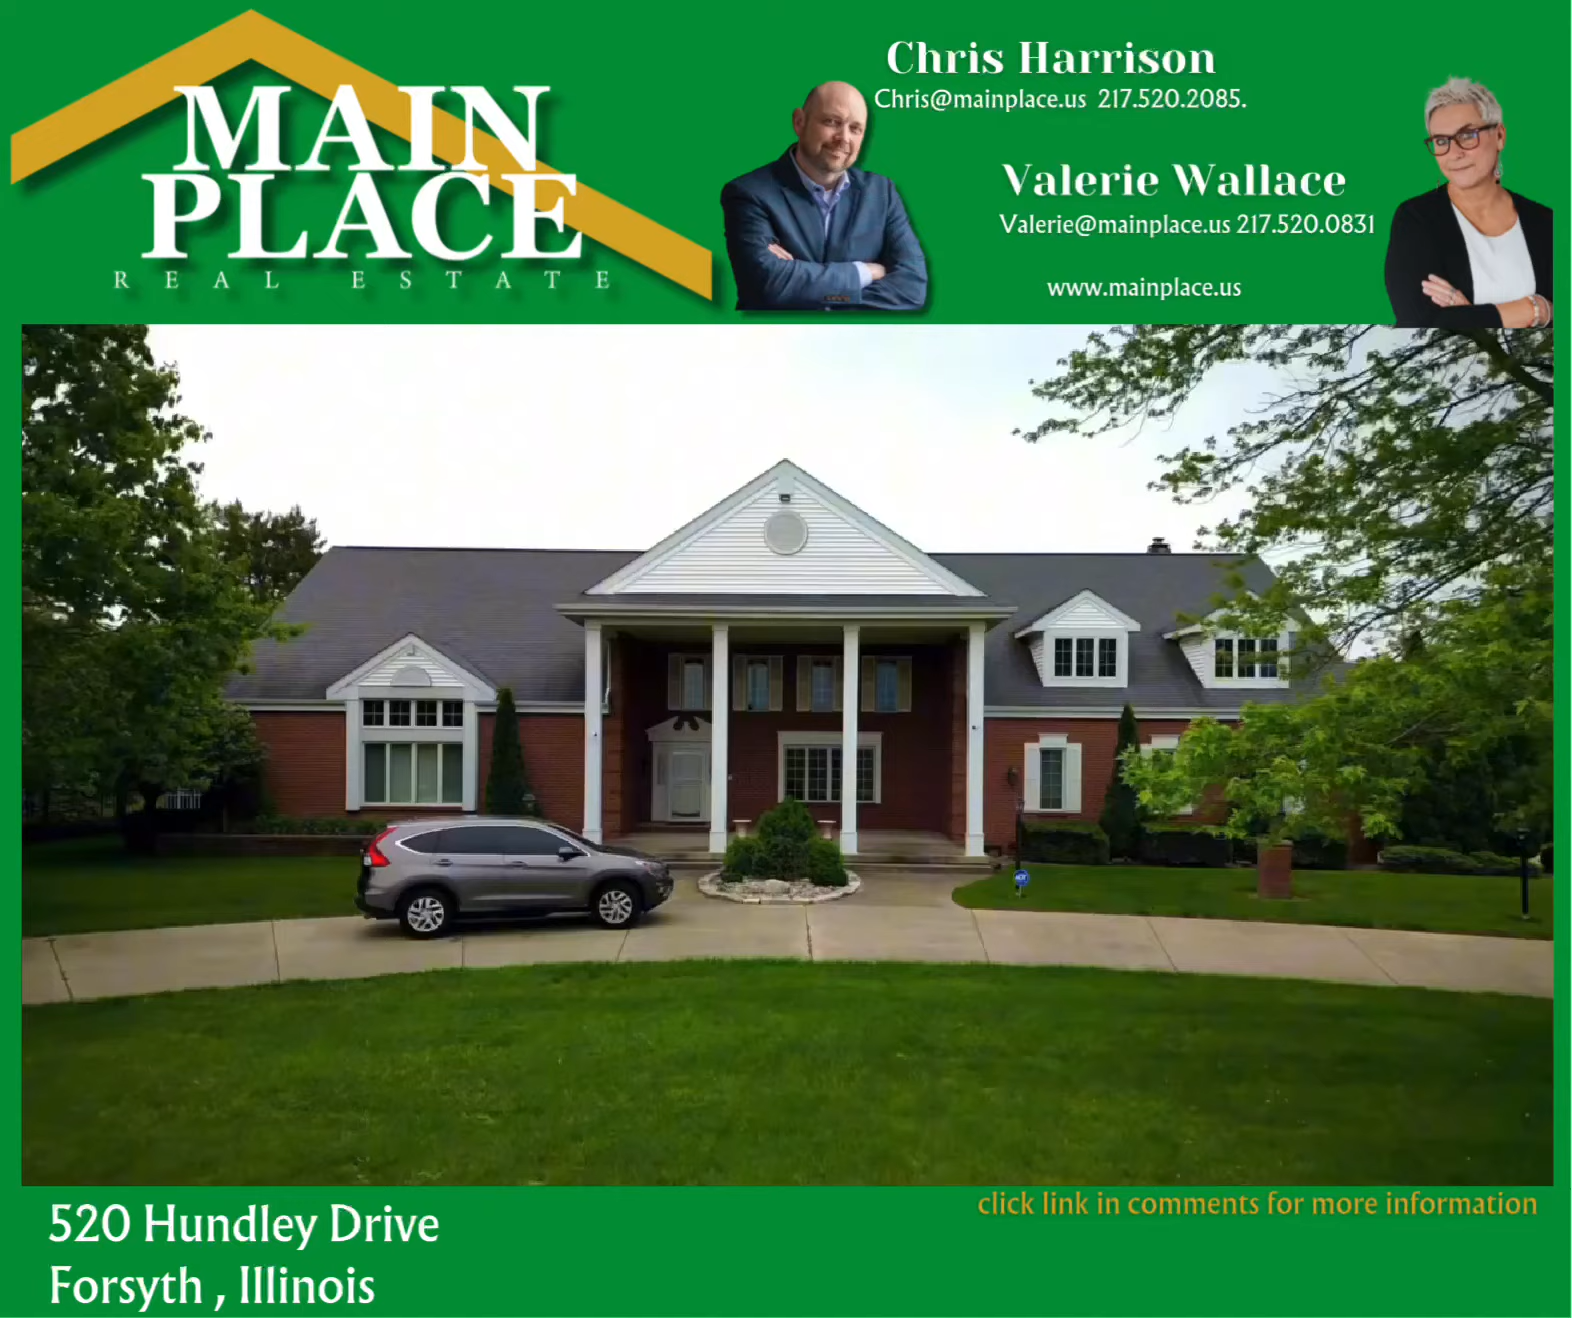 MAIN
PLACE
REAL ESTATE
Chris Harrison
Chris@mainplace.us 217.520.2085.
Valerie Wallace
Valerie@mainplace.us 217.520.0831
www.mainplace.us
ADT
click link in comments for more information
520 Hundley Drive
Forsyth , Illinois